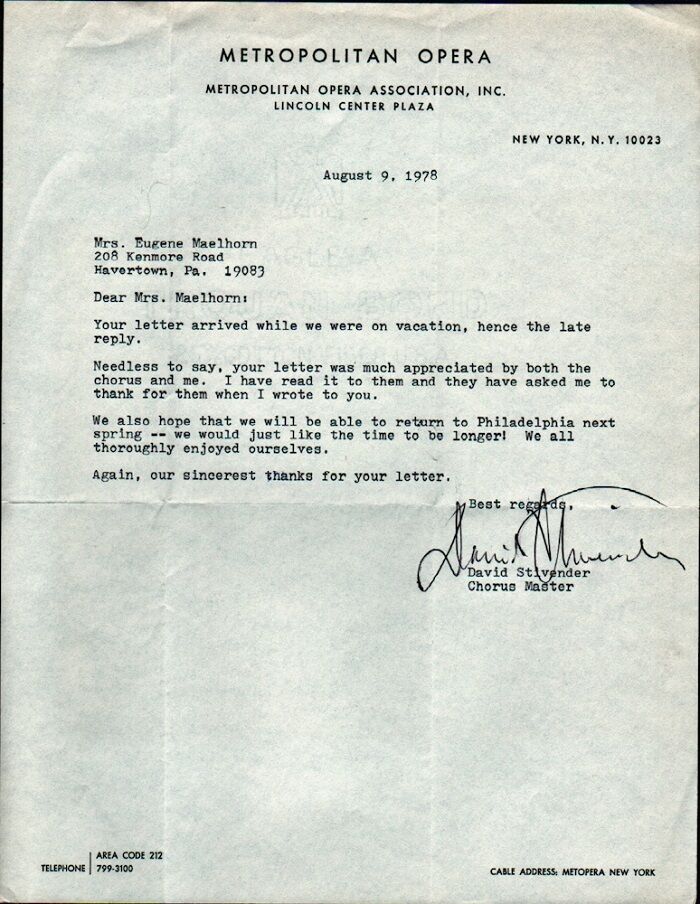 METROPOLITAN OPERA
METROPOLITAN OPERA ASSOCIATION, INC.
LINCOLN CENTER PLAZA
NEW YORK, N.Y. 10023
August 9, 1978
Mrs. Eugene Maelhorn
208 Kenmore Road
Havertown, Pa. 19083
Dear Mrs. Maelhorn:
Your letter arrived while we were on vacation, hence the late
reply.
Needless to say, your letter was much appreciated by both the
chorus and me. I have read it to them and they have asked me to
thank for them when I wrote to you.
We also hope that we will be able to return to Philadelphia next
spring -- we would just like the time to be longer! We all
thoroughly enjoyed ourselves.
Again, our sincerest thanks for your letter.
Best regards,
David Stivender
David Stivender
Chorus Master
AREA CODE 212
TELEPHONE 799-3100
CABLE ADDRESS: METOPERA NEW YORK